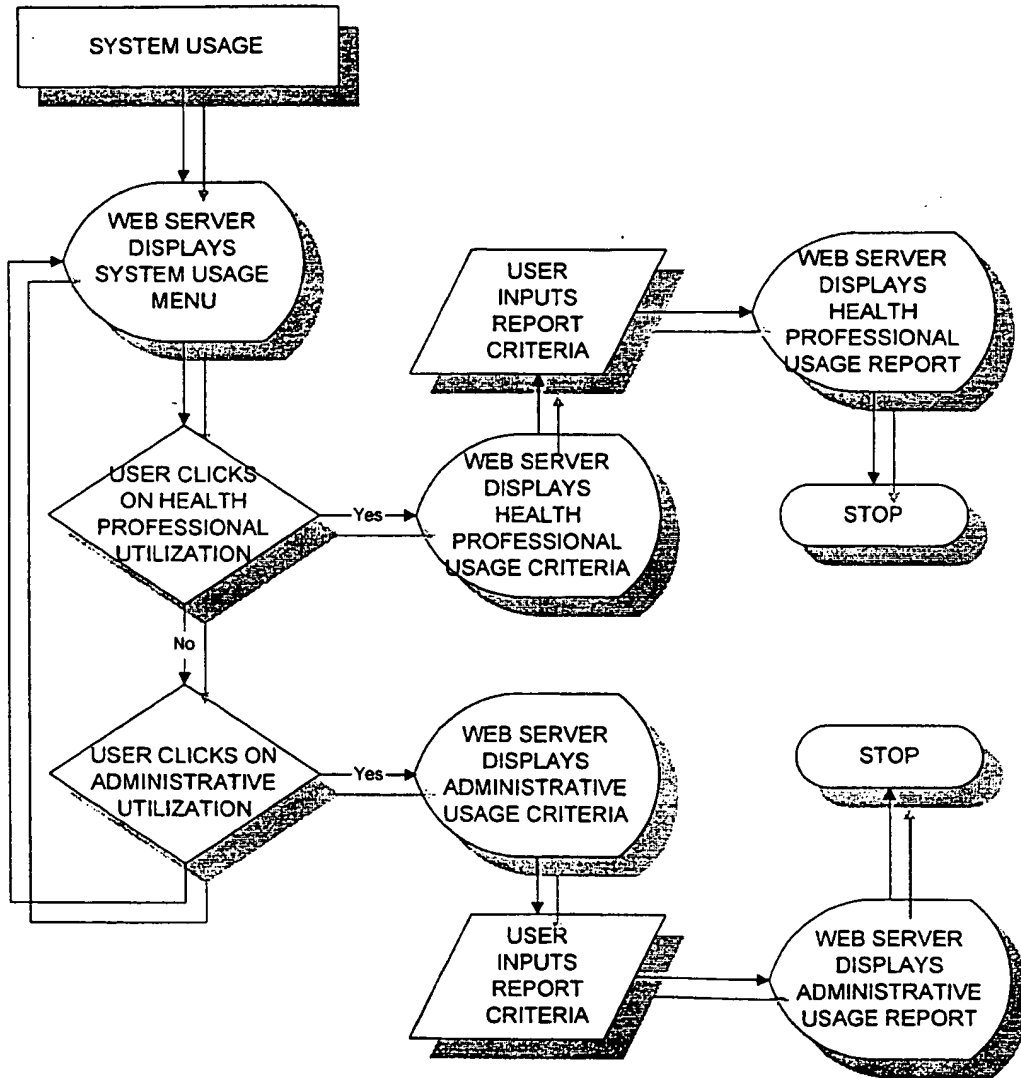 SYSTEM USAGE
WEB SERVER
DISPLAYS
SYSTEM USAGE
MENU
USER CLICKS
ON HEALTH
PROFESSIONAL
UTILIZATION
Yes
WEB SERVER
DISPLAYS
HEALTH
PROFESSIONAL
USAGE CRITERIA
USER
INPUTS
REPORT
CRITERIA
WEB SERVER
DISPLAYS
HEALTH
PROFESSIONAL
USAGE REPORT
STOP
No
USER CLICKS ON
ADMINISTRATIVE
UTILIZATION
Yes
WEB SERVER
DISPLAYS
ADMINISTRATIVE
USAGE CRITERIA
USER
INPUTS
REPORT
CRITERIA
WEB SERVER
DISPLAYS
ADMINISTRATIVE
USAGE REPORT
STOP